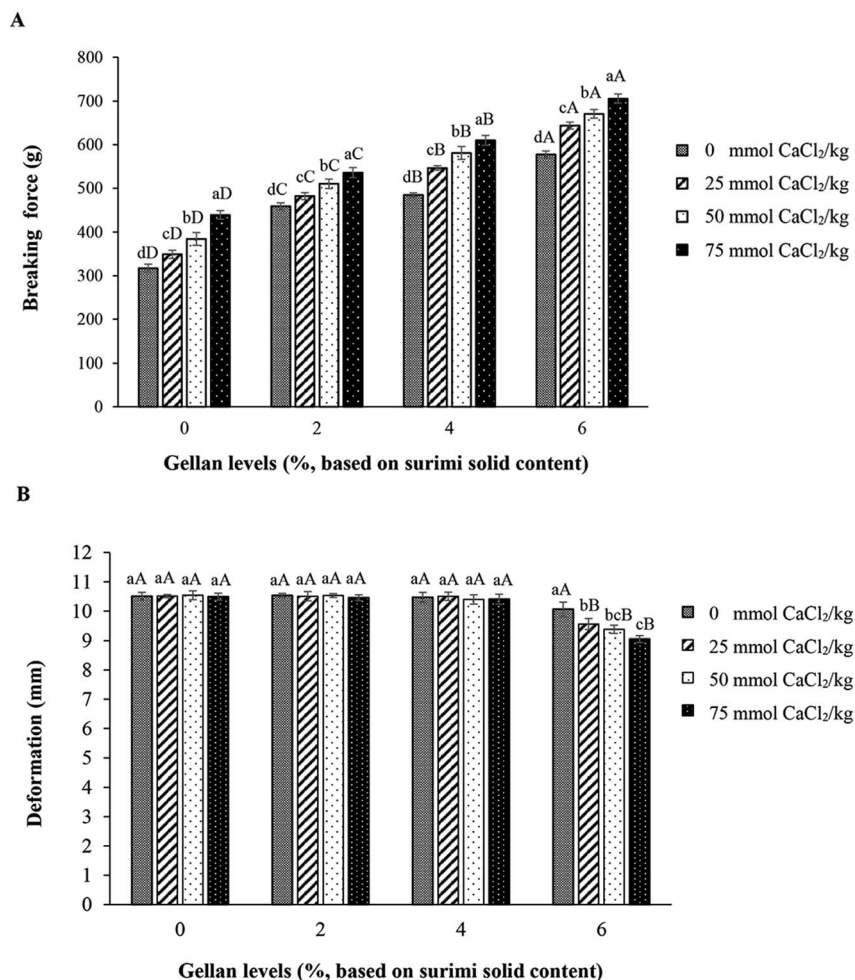 A
800
700
600
500
400
300
200
100
0
Breaking force (g)
dD cD bD aD
dC cC bC aC
dB cB bB aB
dA cA bA aA
0 2 4 6
Gellan levels (%, based on surimi solid content)
0 mmol CaCl₂/kg
25 mmol CaCl₂/kg
50 mmol CaCl₂/kg
75 mmol CaCl₂/kg
B
12
11
10
9
8
7
6
5
4
3
2
1
0
Deformation (mm)
aA aA aA aA
aA aA aA aA
aA aA aA aA
aA bB bcB cB
0 2 4 6
Gellan levels (%, based on surimi solid content)
0 mmol CaCl₂/kg
25 mmol CaCl₂/kg
50 mmol CaCl₂/kg
75 mmol CaCl₂/kg